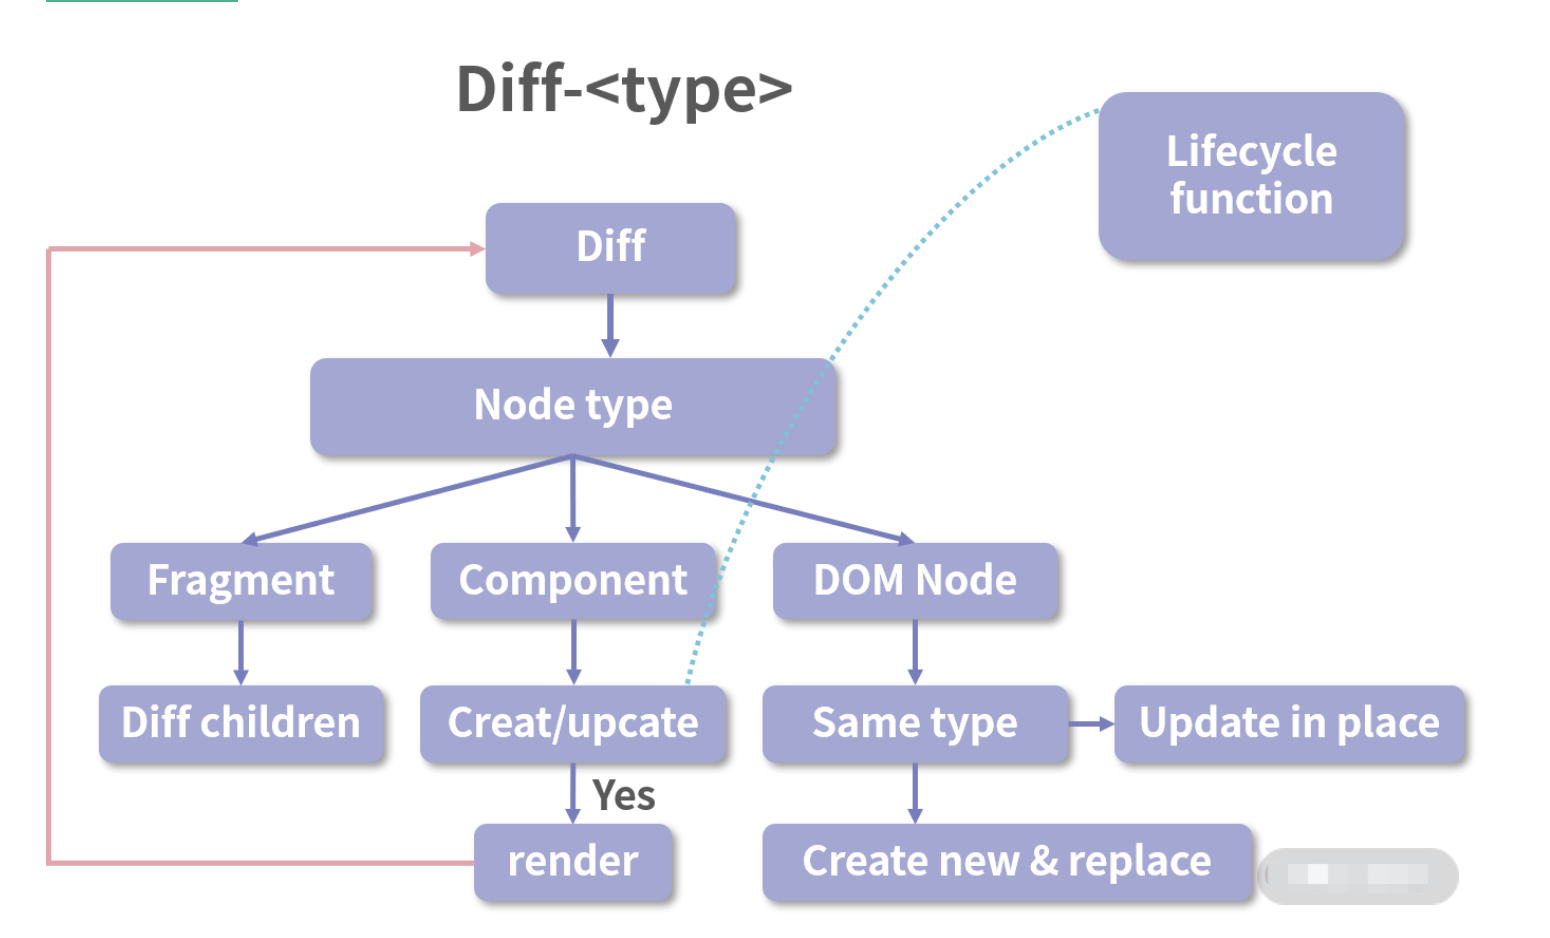 Diff-<type>
Lifecycle
function
Diff
Node type
Fragment
Component
DOM Node
Diff children
Creat/upcate
Same type
Update in place
Yes
render
Create new & replace